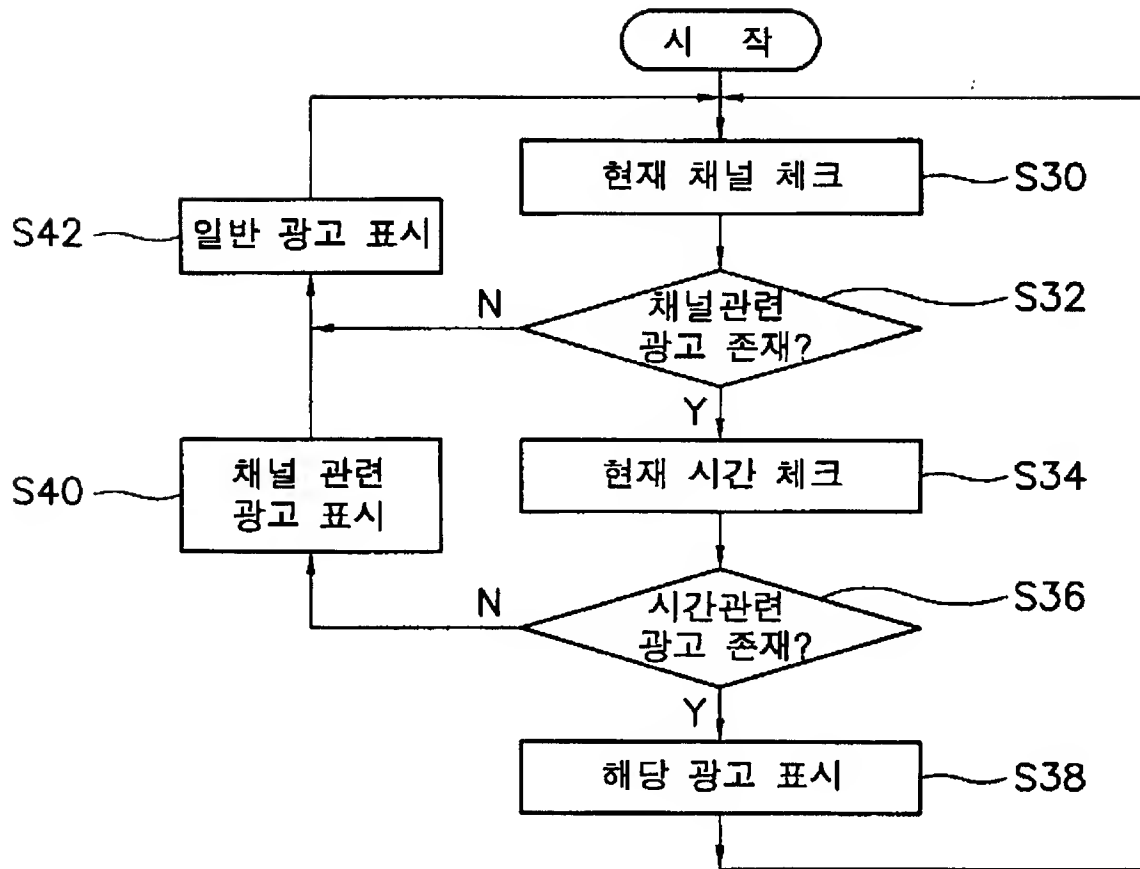 시 작
현재 채널 체크
S30
S42
일반 광고 표시
채널관련
광고 존재?
S32
N
Y
현재 시간 체크
S34
S40
채널 관련
광고 표시
시간관련
광고 존재?
S36
N
Y
해당 광고 표시
S38